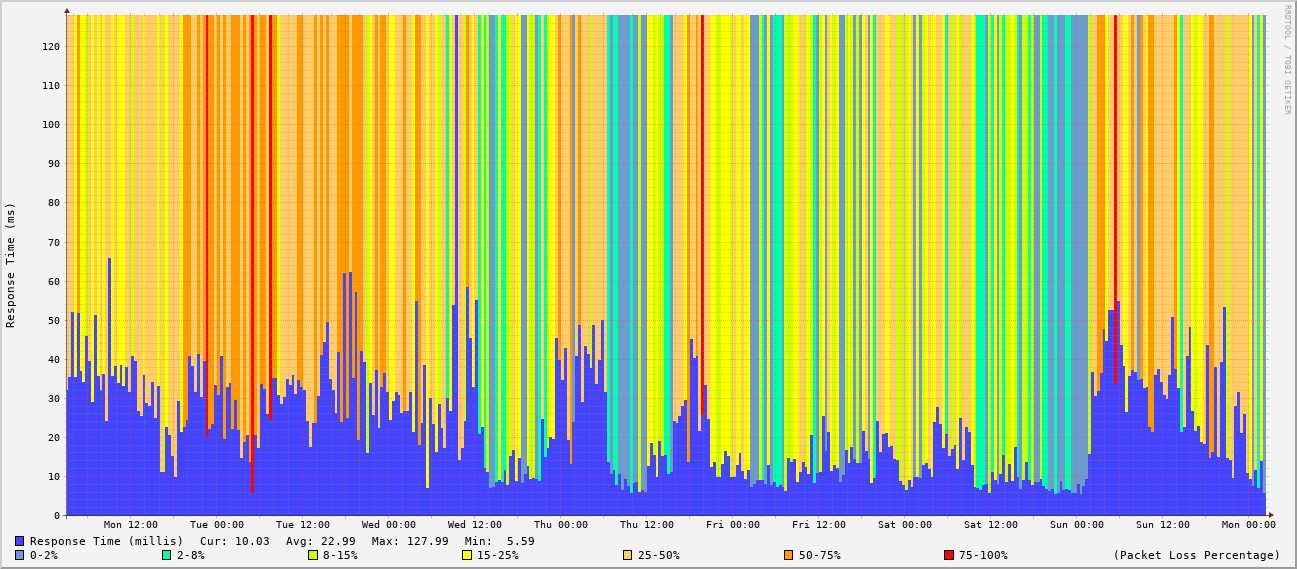 RRDTOOL / TOBI OETIKER
Response Time (ms)
120
110
100
90
80
70
60
50
40
30
20
10
0
Mon 12:00 Tue 00:00 Tue 12:00 Wed 00:00 Wed 12:00 Thu 00:00 Thu 12:00 Fri 00:00 Fri 12:00 Sat 00:00 Sat 12:00 Sun 00:00 Sun 12:00 Mon 00:00
Response Time (millis) Cur: 10.03 Avg: 22.99 Max: 127.99 Min: 5.59
0-2% 2-8% 8-15% 15-25% 25-50% 50-75% 75-100% (Packet Loss Percentage)